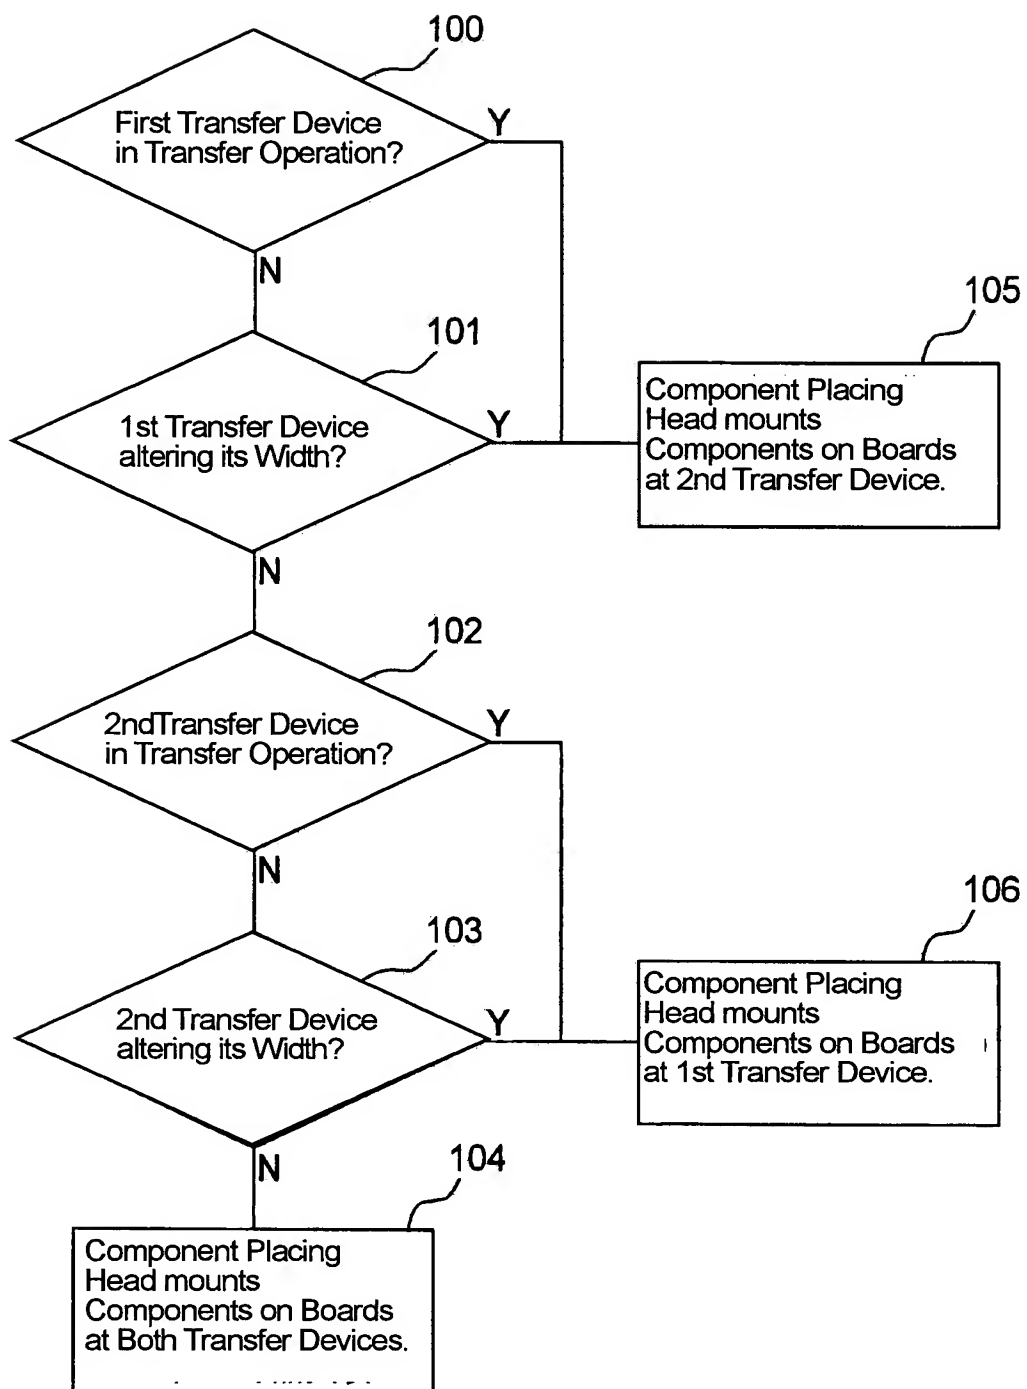 100
First Transfer Device
in Transfer Operation?
Y
N
101
1st Transfer Device
altering its Width?
Y
105
Component Placing
Head mounts
Components on Boards
at 2nd Transfer Device.
N
102
2ndTransfer Device
in Transfer Operation?
Y
N
103
2nd Transfer Device
altering its Width?
Y
106
Component Placing
Head mounts
Components on Boards
at 1st Transfer Device.
N
104
Component Placing
Head mounts
Components on Boards
at Both Transfer Devices.